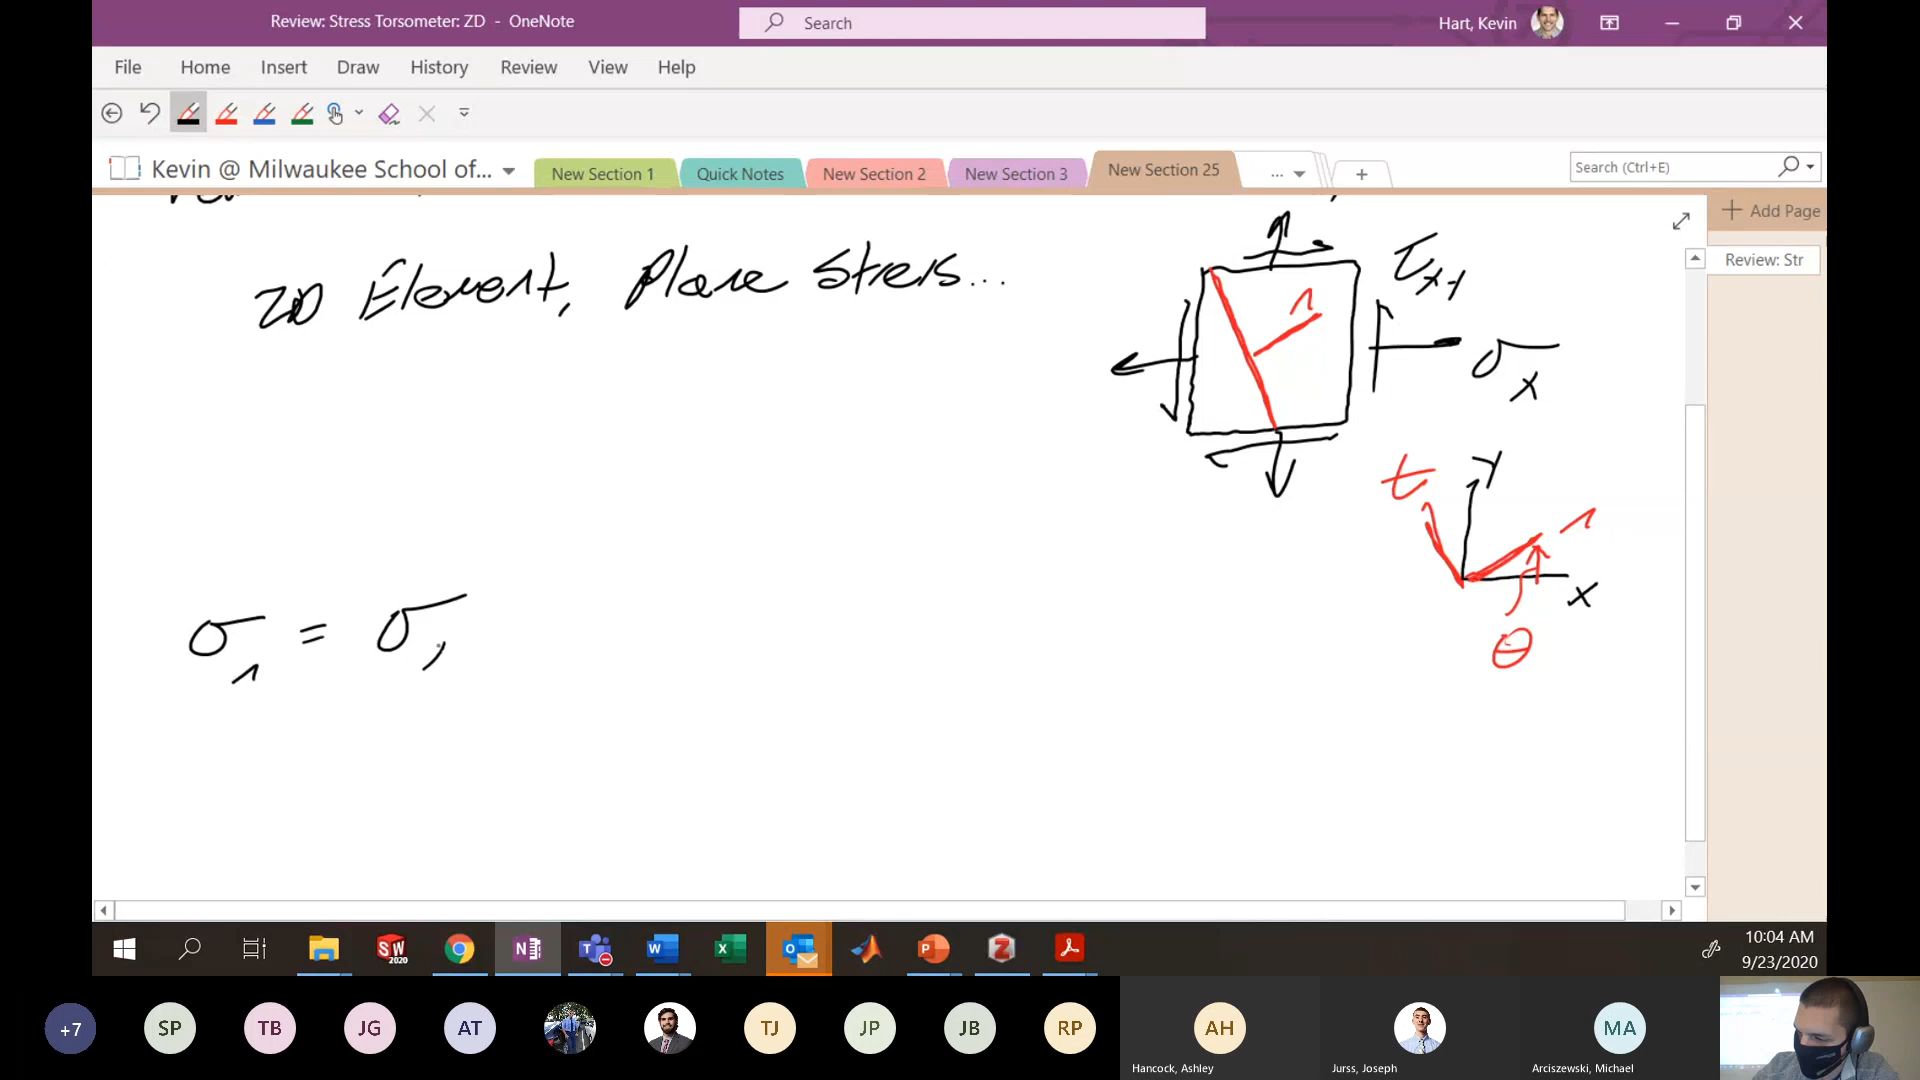 Review: Stress Torsometer: ZD - OneNote
Search
Hart, Kevin
File Home Insert Draw History Review View Help
Kevin @ Milwaukee School of...
New Section 1
Quick Notes
New Section 2
New Section 3
New Section 25
...
Search (Ctrl+E)
Add Page
Review: Str
2D Element, Plane Stress...
τxy
n
σx
t
y
n
x
θ
σn = σ
10:04 AM
9/23/2020
SW
2020
N
T
W
X
O
P
Z
+7
SP
TB
JG
AT
TJ
JP
JB
RP
AH
MA
Hancock, Ashley
Jurss, Joseph
Arciszewski, Michael